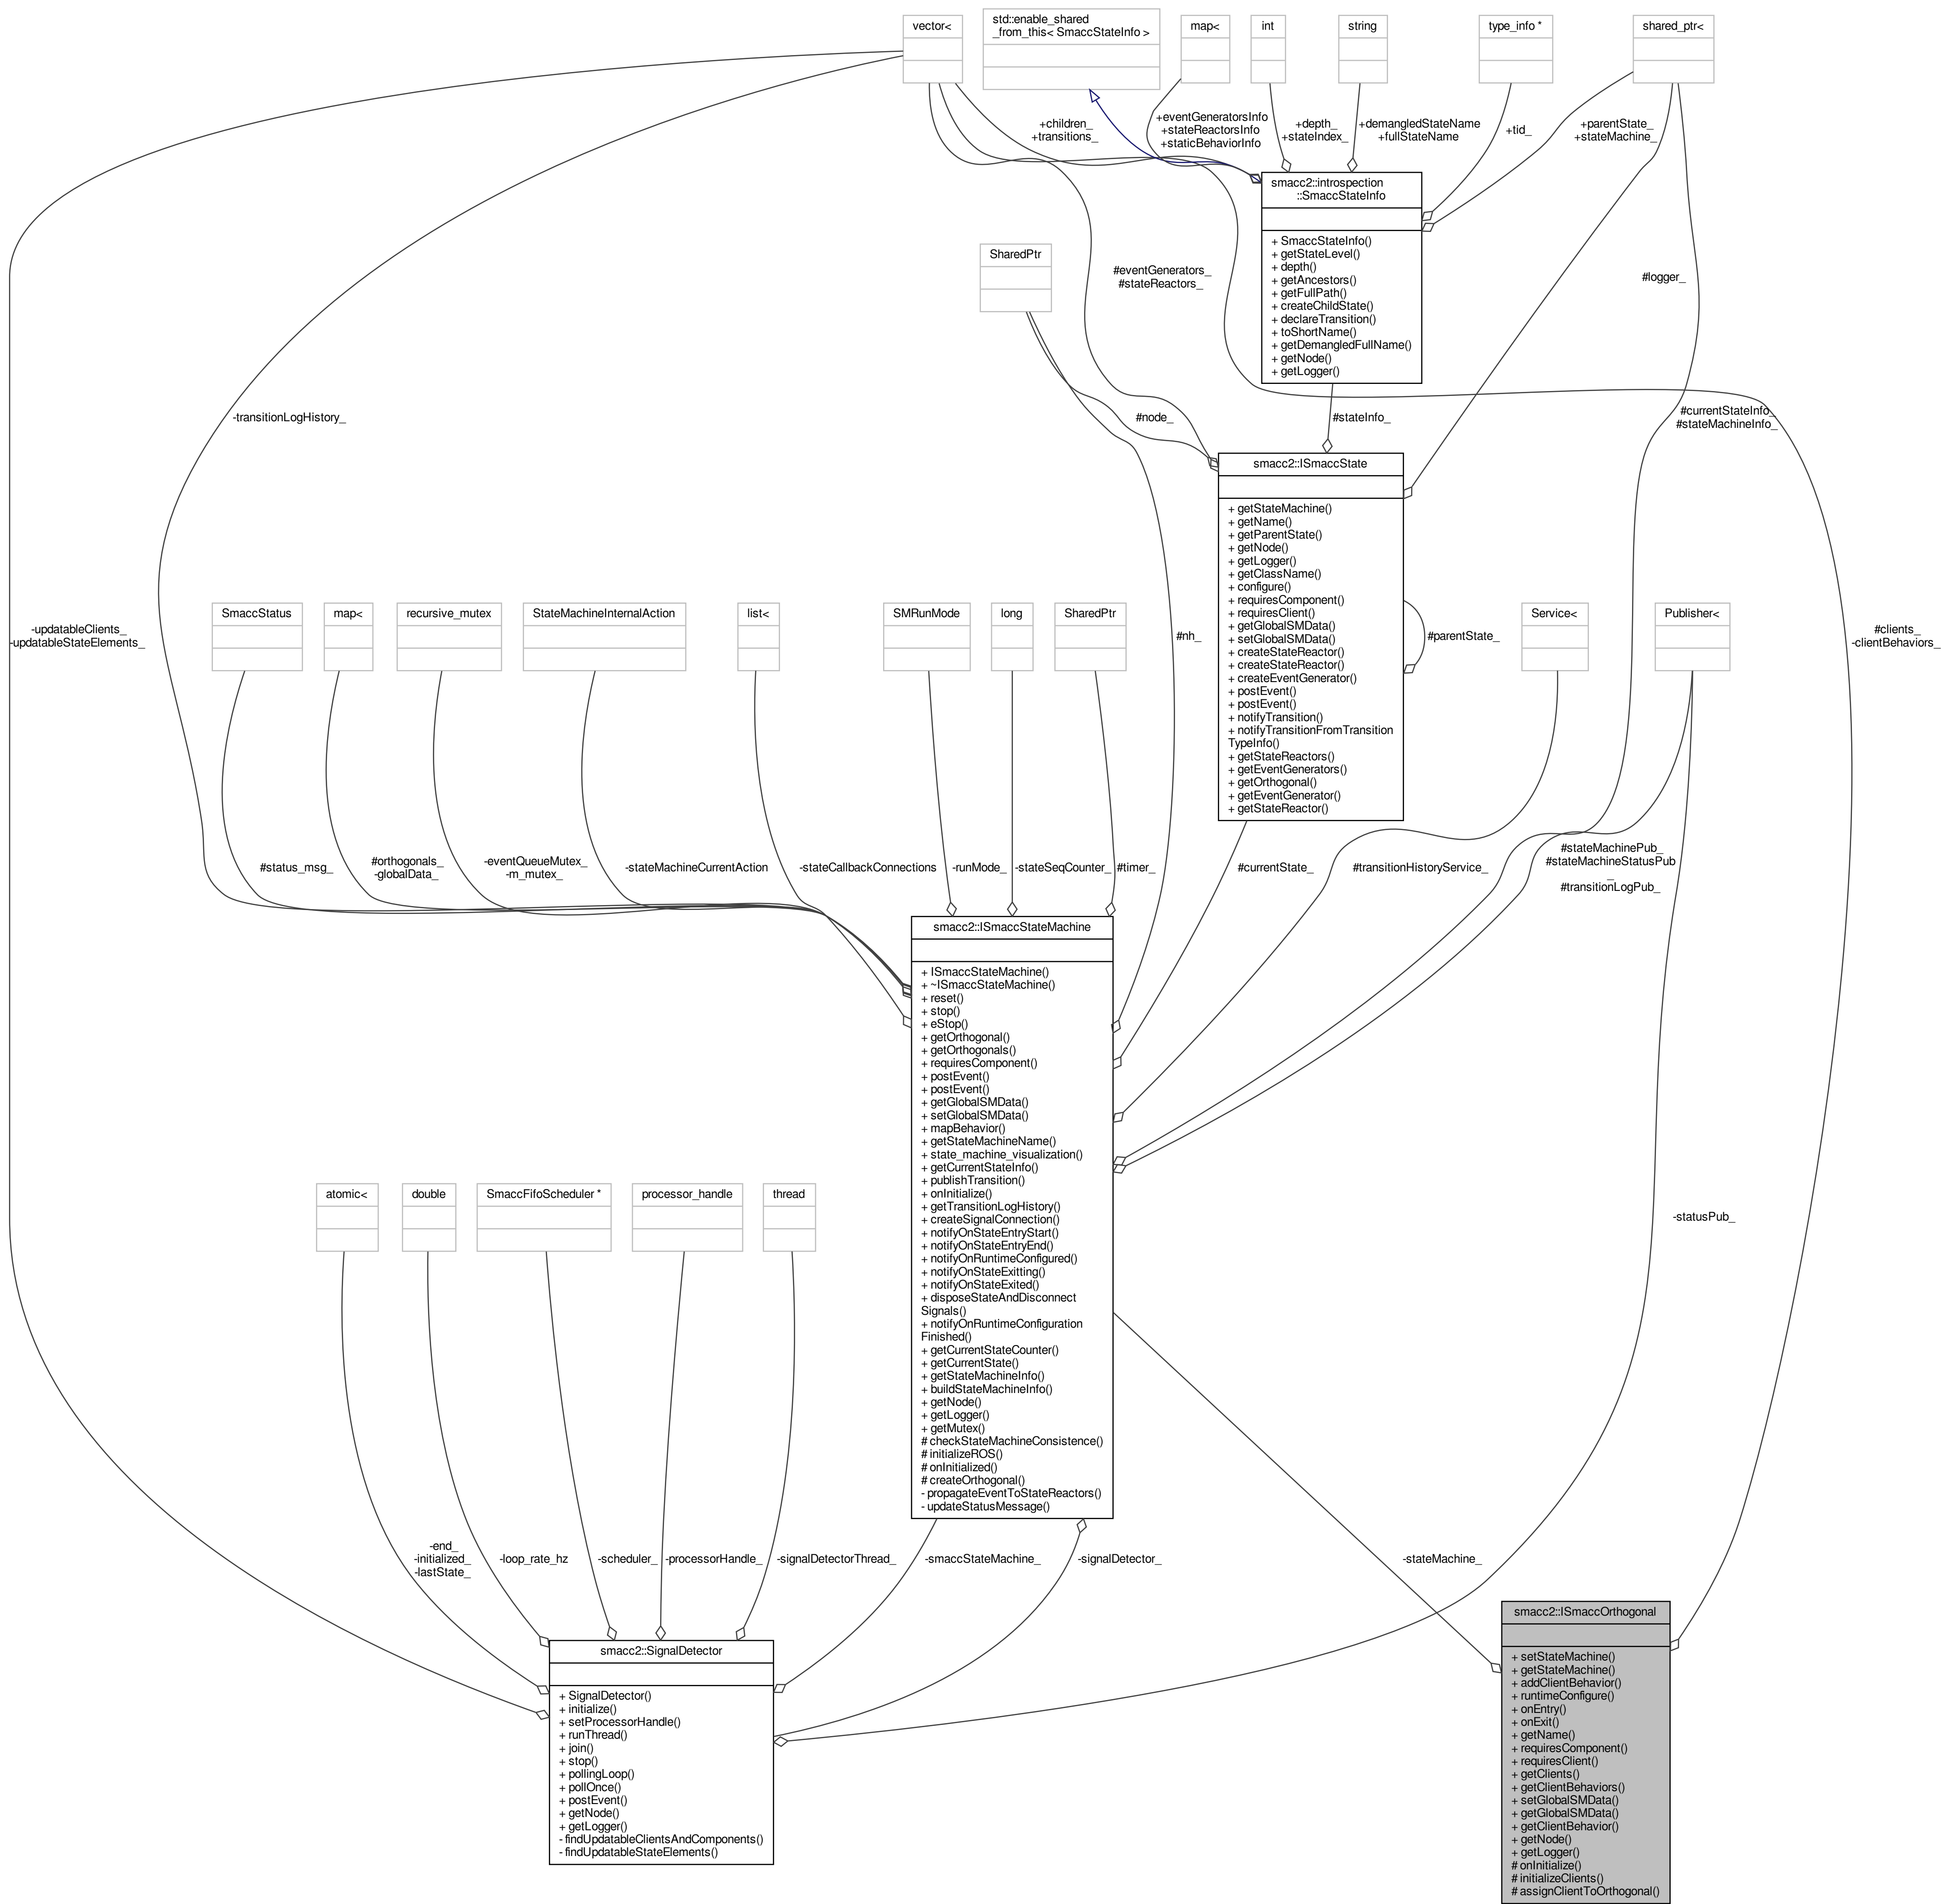 vector<
std::enable_shared
_from_this< SmaccStateInfo >
map<
int
string
type_info *
shared_ptr<
+children_
+transitions_
+eventGeneratorsInfo
+stateReactorsInfo
+staticBehaviorInfo
+depth_
+stateIndex_
+demangledStateName
+fullStateName
+tid_
+parentState_
+stateMachine_
smacc2::introspection
::SmaccStateInfo
+ SmaccStateInfo()
+ getStateLevel()
+ depth()
+ getAncestors()
+ getFullPath()
+ createChildState()
+ declareTransition()
+ toShortName()
+ getDemangledFullName()
+ getNode()
+ getLogger()
SharedPtr
#eventGenerators_
#stateReactors_
#logger_
-transitionLogHistory_
#node_
#stateInfo_
#currentStateInfo_
#stateMachineInfo_
smacc2::ISmaccState
+ getStateMachine()
+ getName()
+ getParentState()
+ getNode()
+ getLogger()
+ getClassName()
+ configure()
+ requiresComponent()
+ requiresClient()
+ getGlobalSMData()
+ setGlobalSMData()
+ createStateReactor()
+ createStateReactor()
+ createEventGenerator()
+ postEvent()
+ postEvent()
+ notifyTransition()
+ notifyTransitionFromTransition
TypeInfo()
+ getStateReactors()
+ getEventGenerators()
+ getOrthogonal()
+ getEventGenerator()
+ getStateReactor()
-updatableClients_
-updatableStateElements_
SmaccStatus
map<
recursive_mutex
StateMachineInternalAction
list<
SMRunMode
long
SharedPtr
#nh_
#parentState_
Service<
Publisher<
#clients_
-clientBehaviors_
#status_msg_
#orthogonals_
-globalData_
-eventQueueMutex_
-m_mutex_
-stateMachineCurrentAction
-stateCallbackConnections
-runMode_
-stateSeqCounter_
#timer_
#currentState_
#transitionHistoryService_
#stateMachinePub_
#stateMachineStatusPub
_
#transitionLogPub_
smacc2::ISmaccStateMachine
+ ISmaccStateMachine()
+ ~ISmaccStateMachine()
+ reset()
+ stop()
+ eStop()
+ getOrthogonal()
+ getOrthogonals()
+ requiresComponent()
+ postEvent()
+ postEvent()
+ getGlobalSMData()
+ setGlobalSMData()
+ mapBehavior()
+ getStateMachineName()
+ state_machine_visualization()
+ getCurrentStateInfo()
+ publishTransition()
+ onInitialize()
+ getTransitionLogHistory()
+ createSignalConnection()
+ notifyOnStateEntryStart()
+ notifyOnStateEntryEnd()
+ notifyOnRuntimeConfigured()
+ notifyOnStateExitting()
+ notifyOnStateExited()
+ disposeStateAndDisconnect
Signals()
+ notifyOnRuntimeConfiguration
Finished()
+ getCurrentStateCounter()
+ getCurrentState()
+ getStateMachineInfo()
+ buildStateMachineInfo()
+ getNode()
+ getLogger()
+ getMutex()
# checkStateMachineConsistence()
# initializeROS()
# onInitialized()
# createOrthogonal()
- propagateEventToStateReactors()
- updateStatusMessage()
atomic<
double
SmaccFifoScheduler *
processor_handle
thread
-statusPub_
-end_
-initialized_
-lastState_
-loop_rate_hz
-scheduler_
-processorHandle_
-signalDetectorThread_
-smaccStateMachine_
-signalDetector_
-stateMachine_
smacc2::SignalDetector
+ SignalDetector()
+ initialize()
+ setProcessorHandle()
+ runThread()
+ join()
+ stop()
+ pollingLoop()
+ pollOnce()
+ postEvent()
+ getNode()
+ getLogger()
- findUpdatableClientsAndComponents()
- findUpdatableStateElements()
smacc2::ISmaccOrthogonal
+ setStateMachine()
+ getStateMachine()
+ addClientBehavior()
+ runtimeConfigure()
+ onEntry()
+ onExit()
+ getName()
+ requiresComponent()
+ requiresClient()
+ getClients()
+ getClientBehaviors()
+ setGlobalSMData()
+ getGlobalSMData()
+ getClientBehavior()
+ getNode()
+ getLogger()
# onInitialize()
# initializeClients()
# assignClientToOrthogonal()